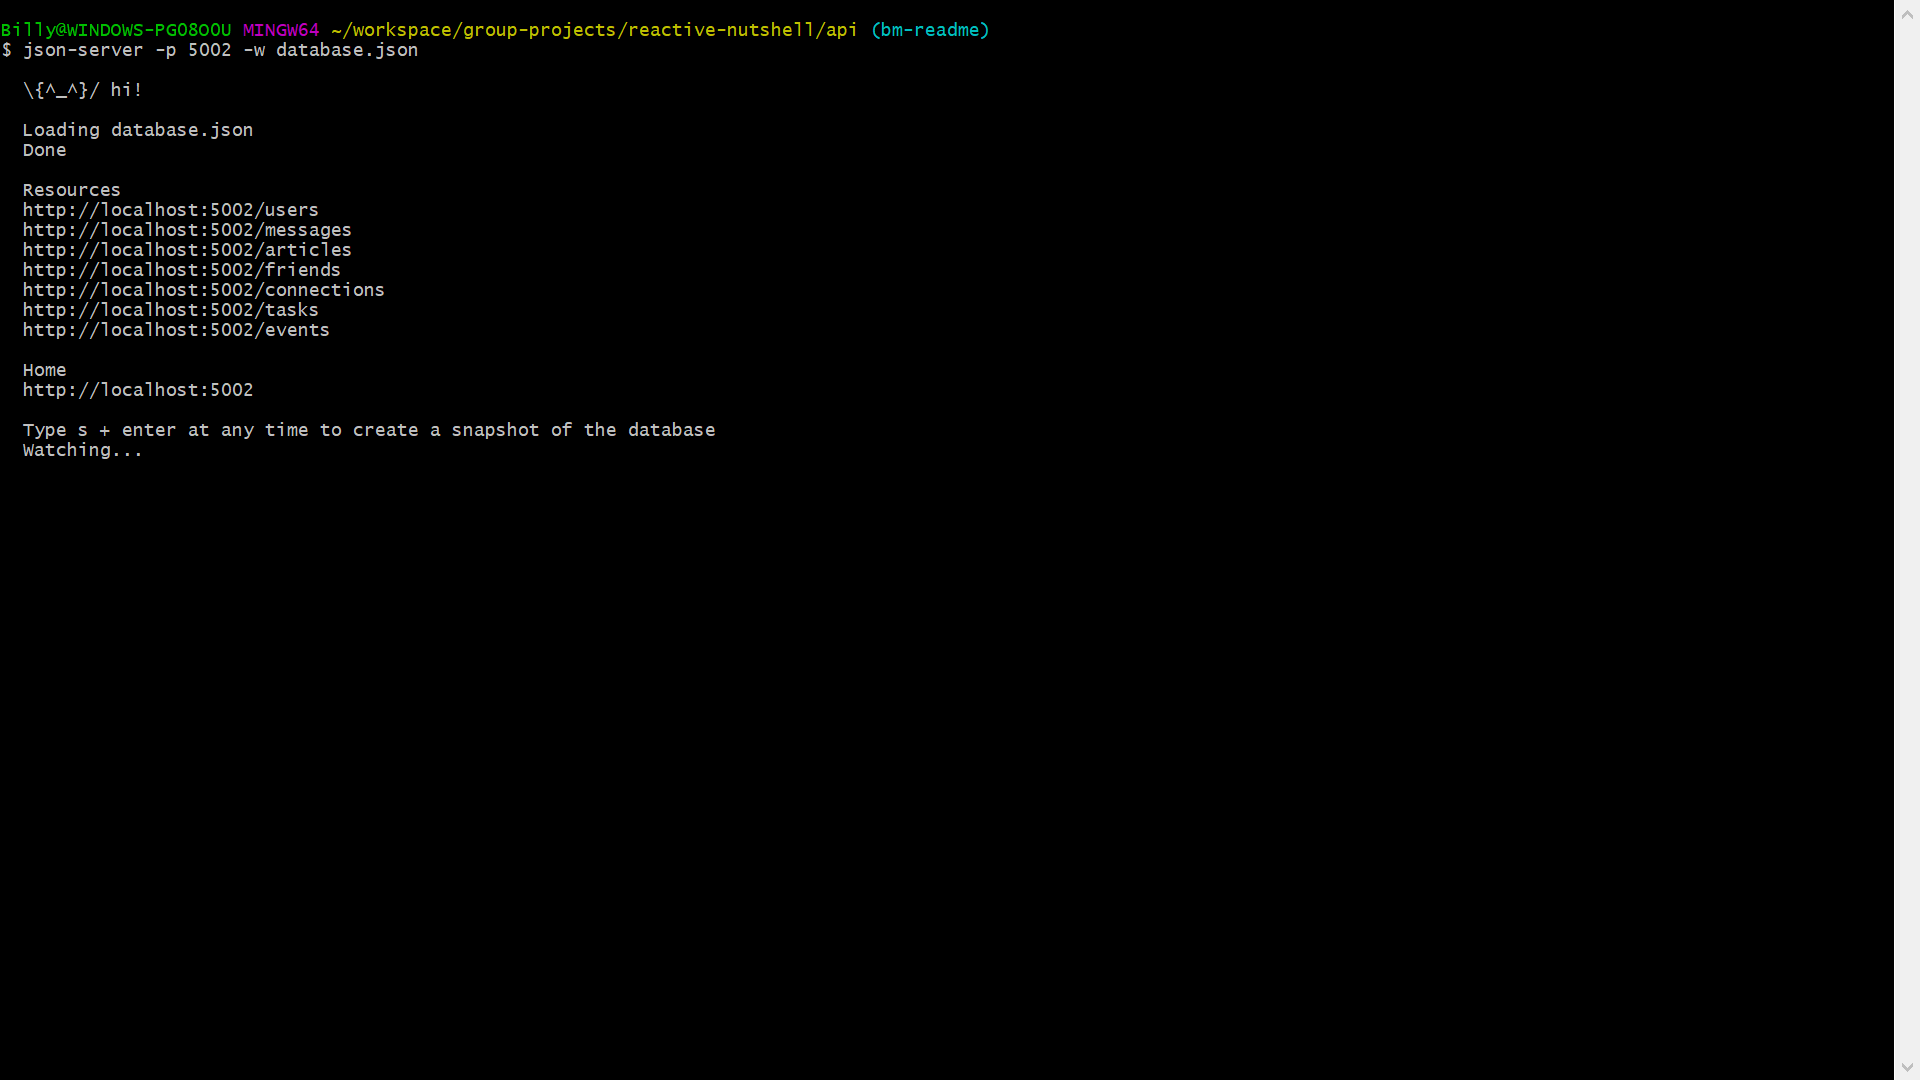 Billy@WINDOWS-PGO8OOU MINGW64 ~/workspace/group-projects/reactive-nutshell/api (bm-readme)
$ json-server -p 5002 -w database.json
\{^_^}/ hi!
Loading database.json
Done
Resources
http://localhost:5002/users
http://localhost:5002/messages
http://localhost:5002/articles
http://localhost:5002/friends
http://localhost:5002/connections
http://localhost:5002/tasks
http://localhost:5002/events
Home
http://localhost:5002
Type s + enter at any time to create a snapshot of the database
Watching...